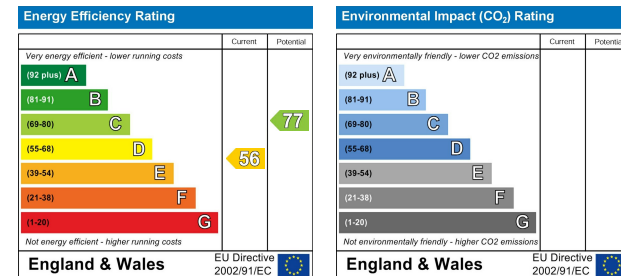 Energy Efficiency Rating
Current Potential
Very energy efficient - lower running costs
(92 plus) A
(81-91) B
(69-80) C
77
(55-68) D
56
(39-54) E
(21-38) F
(1-20) G
Not energy efficient - higher running costs
England & Wales
EU Directive
2002/91/EC
Environmental Impact (CO₂) Rating
Current Potentia
Very environmentally friendly - lower CO2 emissions
(92 plus) A
(81-91) B
(69-80) C
(55-68) D
(39-54) E
(21-38) F
(1-20) G
Not environmentally friendly - higher CO2 emissions
England & Wales
EU Directive
2002/91/EC